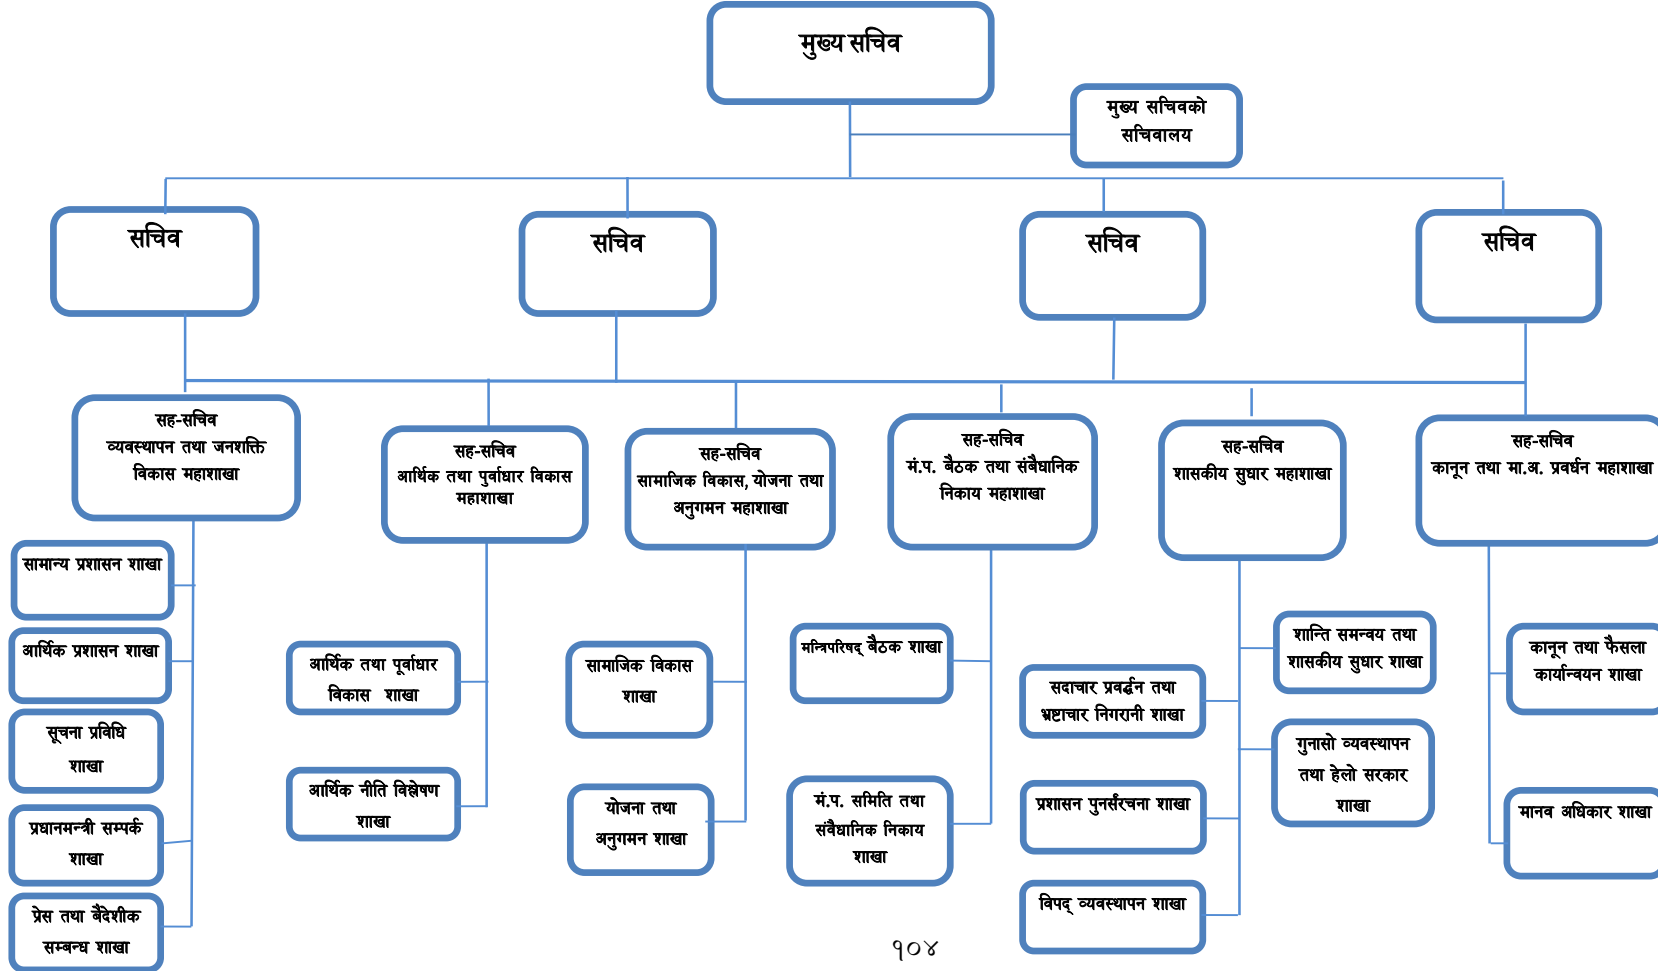 मुख्य सचिव
मुख्य सचिवको
सचिवालय
सचिव
सचिव
सचिव
सचिव
सह-सचिव
व्यवस्थापन तथा जनशक्ति
विकास महाशाखा
सह-सचिव
आर्थिक तथा पुर्वाधार विकास
महाशाखा
सह-सचिव
सामाजिक विकास, योजना तथा
अनुगमन महाशाखा
सह-सचिव
मं.प. बैठक तथा संबैधानिक
निकाय महाशाखा
सह-सचिव
शासकीय सुधार महाशाखा
सह-सचिव
कानून तथा मा.अ. प्रवर्धन महाशाखा
सामान्य प्रशासन शाखा
आर्थिक प्रशासन शाखा
सूचना प्रविधि
शाखा
प्रधानमन्त्री सम्पर्क
शाखा
प्रेस तथा बैदेशीक
सम्बन्ध शाखा
आर्थिक तथा पूर्वाधार
विकास शाखा
आर्थिक नीति विश्लेषण
शाखा
सामाजिक विकास
शाखा
योजना तथा
अनुगमन शाखा
मन्त्रिपरिषद् बैठक शाखा
मं.प. समिति तथा
संवैधानिक निकाय
शाखा
सदाचार प्रवर्द्धन तथा
भ्रष्टाचार निगरानी शाखा
प्रशासन पुनर्संरचना शाखा
विपद् व्यवस्थापन शाखा
शान्ति समन्वय तथा
शासकीय सुधार शाखा
गुनासो व्यवस्थापन
तथा हेलो सरकार
शाखा
कानून तथा फैसला
कार्यान्वयन शाखा
मानव अधिकार शाखा
१०४